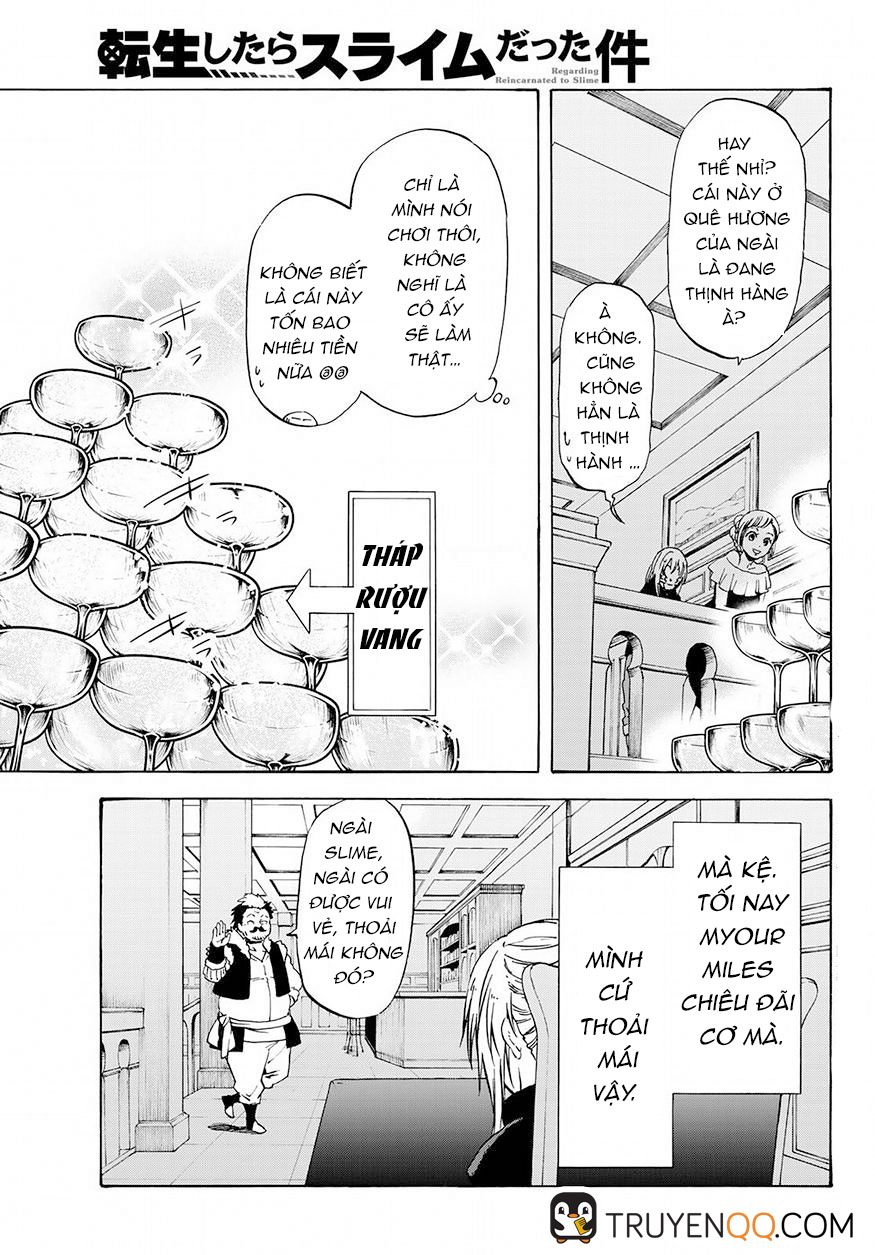 転生したらスライムだった件
Regarding
Reincarnated to Slime
HAY
THẾ NHỈ?
CÁI NÀY Ở
QUÊ HƯƠNG
CỦA NGÀI
LÀ ĐANG
THỊNH HÀNG
À?
À
KHÔNG.
CŨNG
KHÔNG
HẲN LÀ
THỊNH
HÀNH ...
CHỈ LÀ
MÌNH NÓI
CHƠI THÔI,
KHÔNG
NGHĨ LÀ
CÔ ẤY
SẼ LÀM
THẬT...
KHÔNG BIẾT
LÀ CÁI NÀY
TỐN BAO
NHIÊU TIỀN
NỮA @@
THÁP
RƯỢU
VANG
MÀ KỆ.
TỐI NAY
MYOUR
MILES
CHIÊU ĐÃI
CƠ MÀ.
MÌNH
CỨ
THOẢI
MÁI
VẬY.
NGÀI
SLIME,
NGÀI CÓ
ĐƯỢC VUI
VẺ, THOẢI
MÁI KHÔNG
ĐÓ?
TRUYENQQ.COM